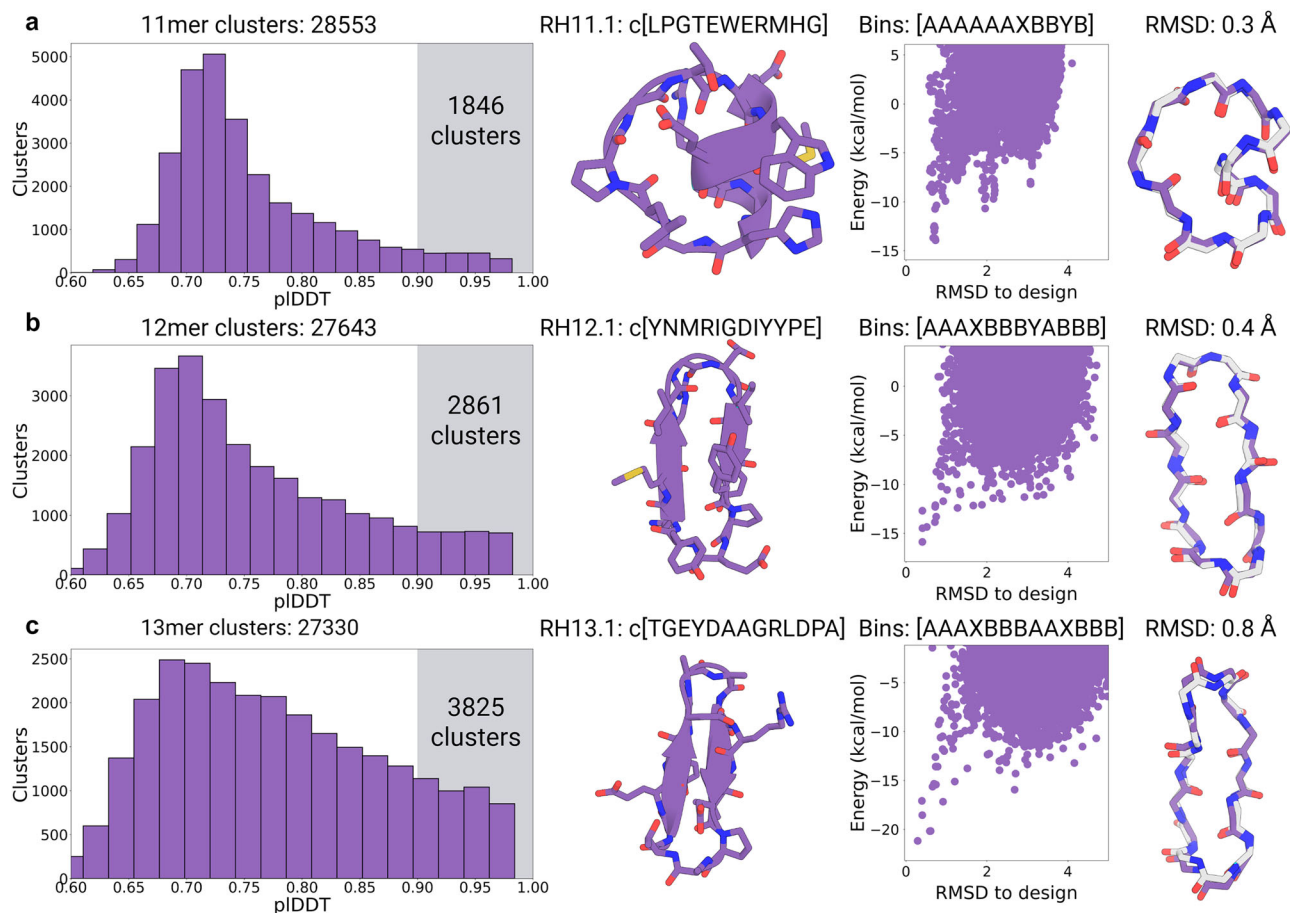 a
11mer clusters: 28553
RH11.1: c[LPGTEWERMHG]
Bins: [AAAAAAXBBYB]
RMSD: 0.3 Å
5000
4000
3000
2000
1000
0
Clusters
1846
clusters
0.60 0.65 0.70 0.75 0.80 0.85 0.90 0.95 1.00
plDDT
Energy (kcal/mol)
0
−5
−10
−15
0 2 4
RMSD to design
b
12mer clusters: 27643
RH12.1: c[YNMRIGDIYYPE]
Bins: [AAAXBBBYABBB]
RMSD: 0.4 Å
3000
2000
1000
0
Clusters
2861
clusters
0.60 0.65 0.70 0.75 0.80 0.85 0.90 0.95 1.00
plDDT
Energy (kcal/mol)
0
−5
−10
−15
0 2 4
RMSD to design
c
13mer clusters: 27330
RH13.1: c[TGEYDAAGRLDPA]
Bins: [AAAXBBBAAXBBB]
RMSD: 0.8 Å
2500
2000
1500
1000
500
0
Clusters
3825
clusters
0.60 0.65 0.70 0.75 0.80 0.85 0.90 0.95 1.00
plDDT
Energy (kcal/mol)
−5
−10
−15
−20
0 2 4
RMSD to design